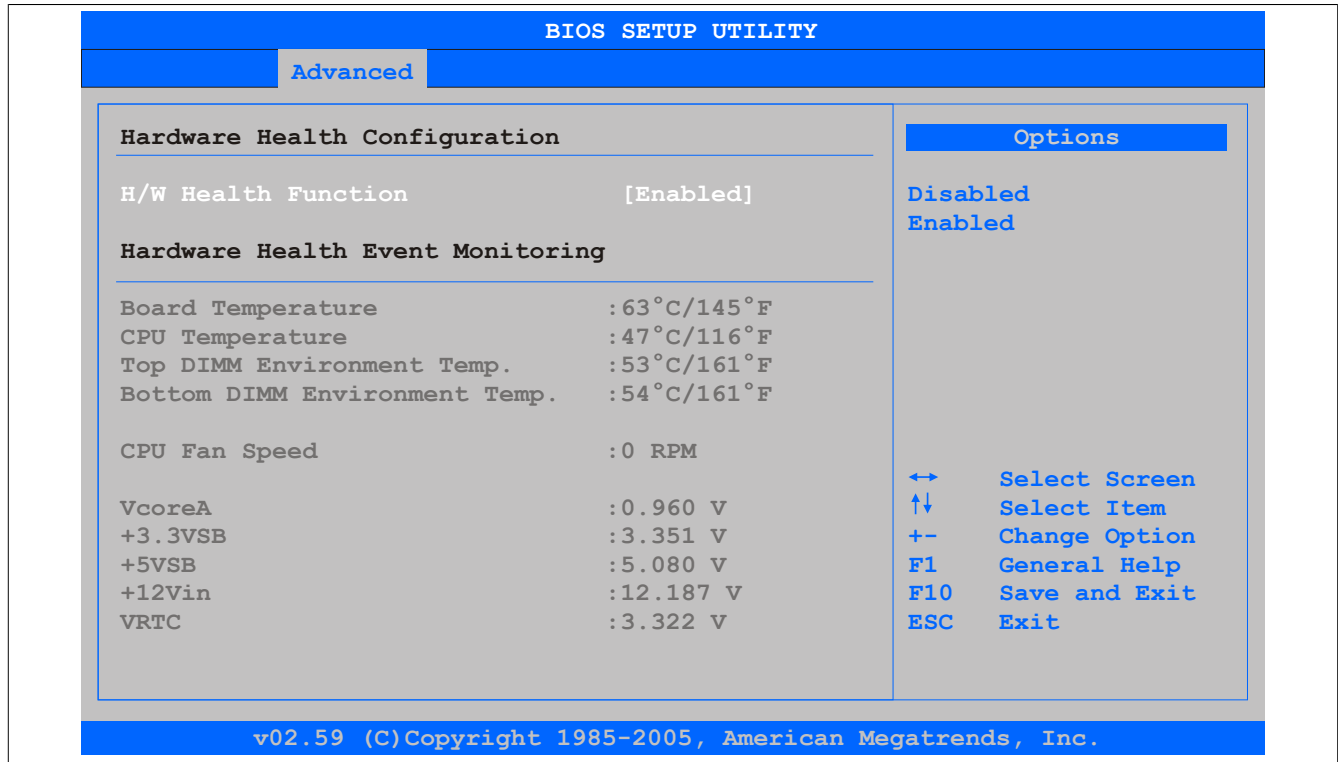 BIOS SETUP UTILITY
Advanced
Hardware Health Configuration
H/W Health Function [Enabled]
Hardware Health Event Monitoring
Board Temperature :63°C/145°F
CPU Temperature :47°C/116°F
Top DIMM Environment Temp. :53°C/161°F
Bottom DIMM Environment Temp. :54°C/161°F
CPU Fan Speed :0 RPM
VcoreA :0.960 V
+3.3VSB :3.351 V
+5VSB :5.080 V
+12Vin :12.187 V
VRTC :3.322 V
Options
Disabled
Enabled
↔ Select Screen
↑↓ Select Item
+- Change Option
F1 General Help
F10 Save and Exit
ESC Exit
v02.59 (C)Copyright 1985-2005, American Megatrends, Inc.